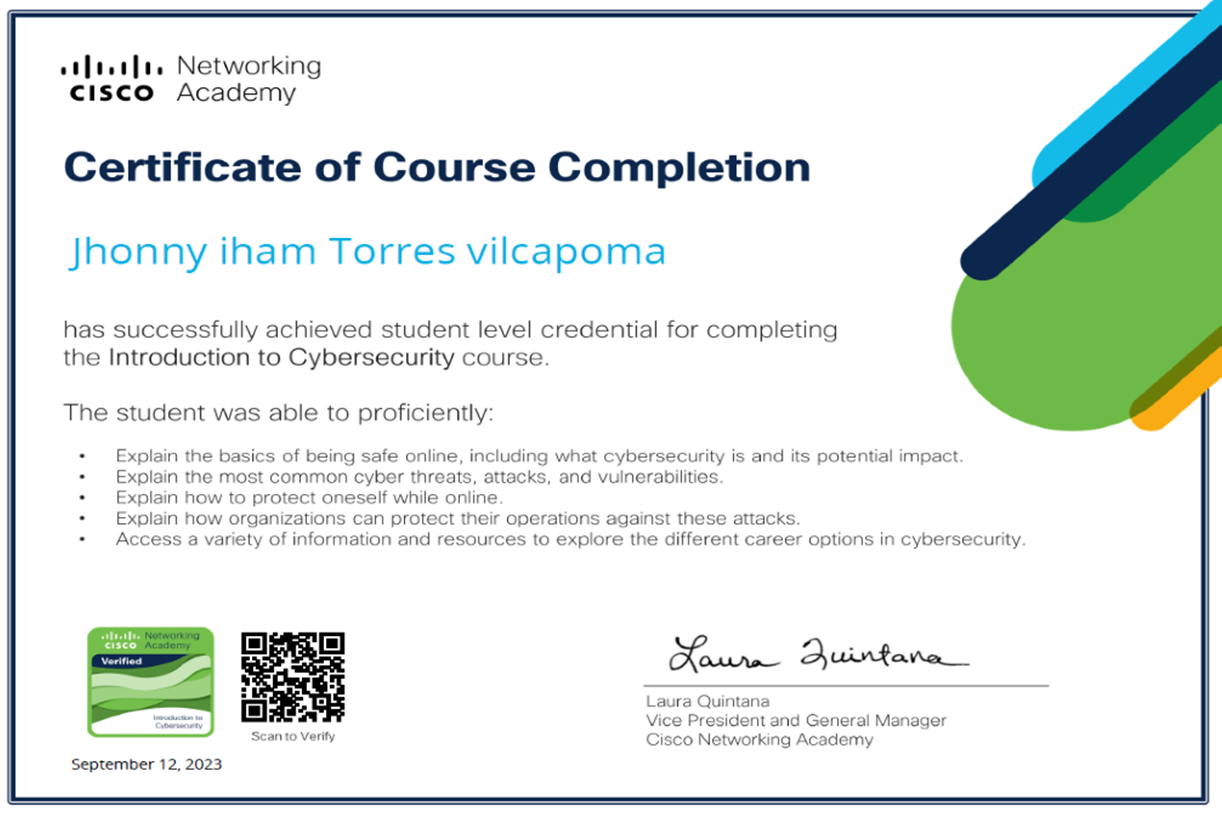 CISCO Networking Academy
Certificate of Course Completion
Jhonny iham Torres vilcapoma
has successfully achieved student level credential for completing
the Introduction to Cybersecurity course.
The student was able to proficiently:
• Explain the basics of being safe online, including what cybersecurity is and its potential impact.
• Explain the most common cyber threats, attacks, and vulnerabilities.
• Explain how to protect oneself while online.
• Explain how organizations can protect their operations against these attacks.
• Access a variety of information and resources to explore the different career options in cybersecurity.
CISCO Networking Academy
Verified
Introduction to
Cybersecurity
Scan to Verify
September 12, 2023
Laura Quintana
Laura Quintana
Vice President and General Manager
Cisco Networking Academy